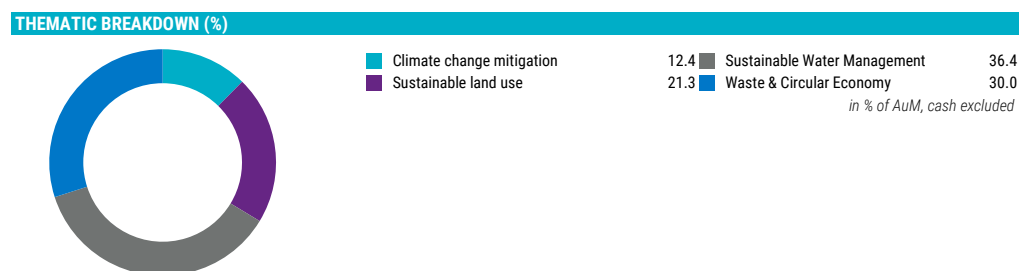 THEMATIC BREAKDOWN (%)
Climate change mitigation 12.4 Sustainable Water Management 36.4
Sustainable land use 21.3 Waste & Circular Economy 30.0
in % of AuM, cash excluded